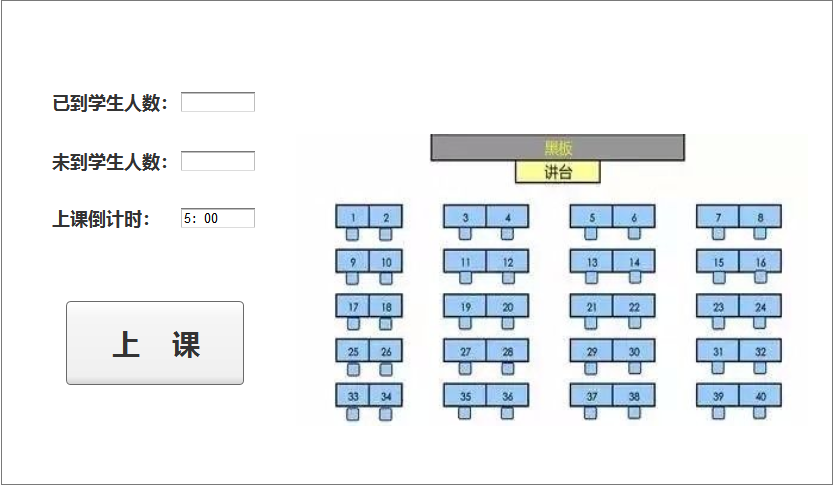 已到学生人数：
未到学生人数：
上课倒计时： 5：00
上 课
黑板
讲台
1 2 3 4 5 6 7 8
9 10 11 12 13 14 15 16
17 18 19 20 21 22 23 24
25 26 27 28 29 30 31 32
33 34 35 36 37 38 39 40